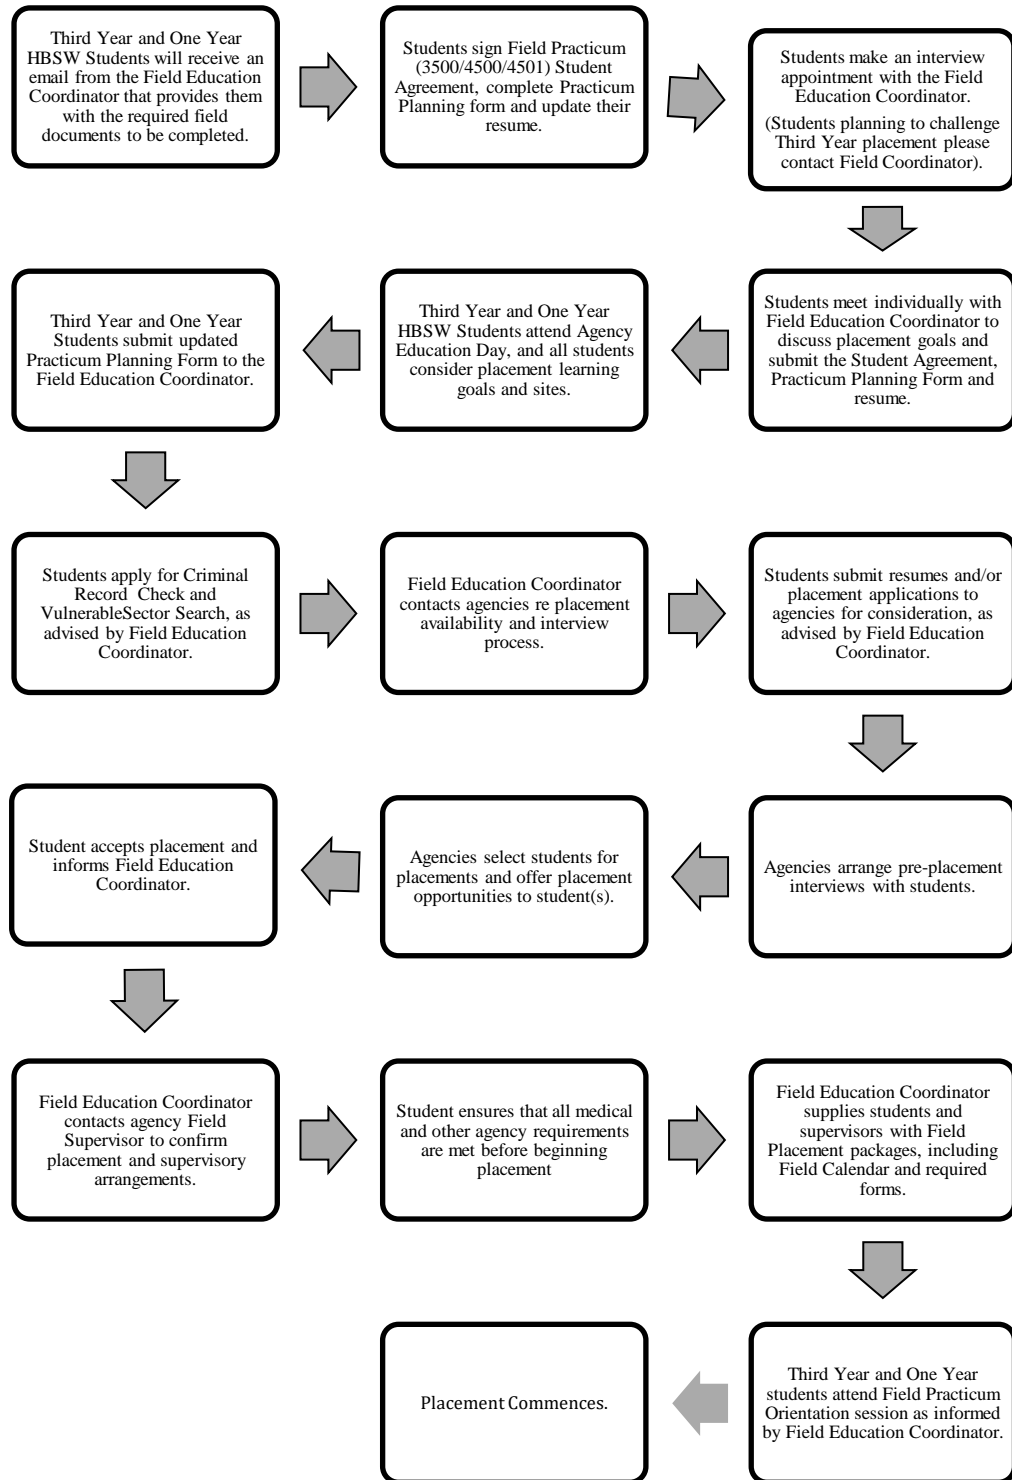 Third Year and One Year
HBSW Students will receive an
email from the Field Education
Coordinator that provides them
with the required field
documents to be completed.
Students sign Field Practicum
(3500/4500/4501) Student
Agreement, complete Practicum
Planning form and update their
resume.
Students make an interview
appointment with the Field
Education Coordinator.
(Students planning to challenge
Third Year placement please
contact Field Coordinator).
Students meet individually with
Field Education Coordinator to
discuss placement goals and
submit the Student Agreement,
Practicum Planning Form and
resume.
Third Year and One Year
HBSW Students attend Agency
Education Day, and all students
consider placement learning
goals and sites.
Third Year and One Year
Students submit updated
Practicum Planning Form to the
Field Education Coordinator.
Students apply for Criminal
Record Check and
VulnerableSector Search, as
advised by Field Education
Coordinator.
Field Education Coordinator
contacts agencies re placement
availability and interview
process.
Students submit resumes and/or
placement applications to
agencies for consideration, as
advised by Field Education
Coordinator.
Agencies arrange pre-placement
interviews with students.
Agencies select students for
placements and offer placement
opportunities to student(s).
Student accepts placement and
informs Field Education
Coordinator.
Field Education Coordinator
contacts agency Field
Supervisor to confirm
placement and supervisory
arrangements.
Student ensures that all medical
and other agency requirements
are met before beginning
placement
Field Education Coordinator
supplies students and
supervisors with Field
Placement packages, including
Field Calendar and required
forms.
Third Year and One Year
students attend Field Practicum
Orientation session as informed
by Field Education Coordinator.
Placement Commences.